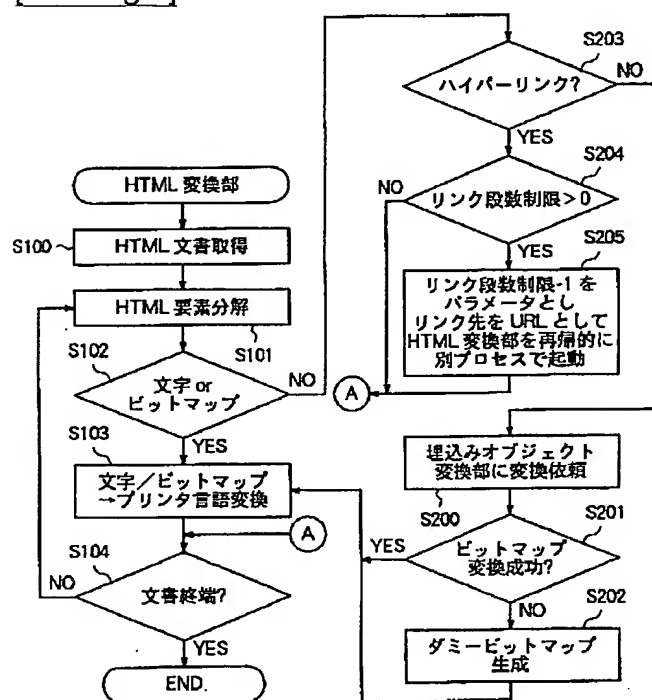 HTML 変換部
S100
HTML 文書取得
HTML 要素分解
S101
S102
文字 or
ビットマップ
NO
YES
S103
文字／ビットマップ
→プリンタ言語変換
A
S104
文書終端?
NO
YES
END.
S203
ハイパーリンク?
NO
YES
S204
リンク段数制限>0
NO
YES
S205
リンク段数制限-1を
パラメータとし
リンク先を URL として
HTML 変換部を再帰的に
別プロセスで起動
A
埋込みオブジェクト
変換部に変換依頼
S200
S201
ビットマップ
変換成功?
YES
NO
S202
ダミービットマップ
生成